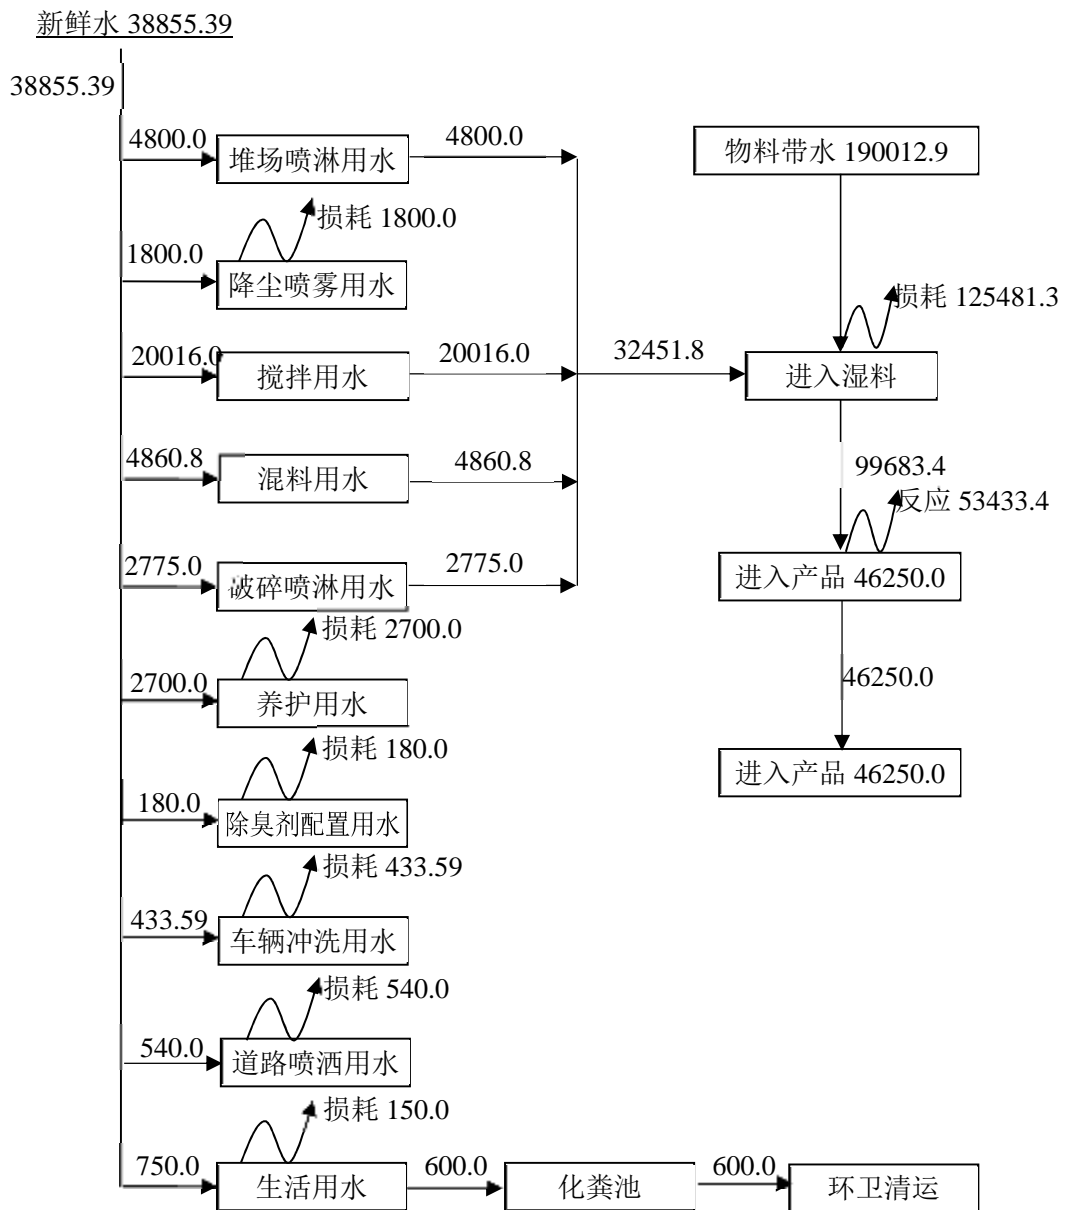 新鲜水 38855.39
38855.39
4800.0
堆场喷淋用水
4800.0
物料带水 190012.9
损耗 1800.0
1800.0
降尘喷雾用水
损耗 125481.3
20016.0
搅拌用水
20016.0
32451.8
进入湿料
4860.8
混料用水
4860.8
99683.4
反应 53433.4
2775.0
破碎喷淋用水
2775.0
进入产品 46250.0
损耗 2700.0
2700.0
养护用水
46250.0
损耗 180.0
180.0
除臭剂配置用水
进入产品 46250.0
损耗 433.59
433.59
车辆冲洗用水
损耗 540.0
540.0
道路喷洒用水
损耗 150.0
750.0
生活用水
600.0
化粪池
600.0
环卫清运